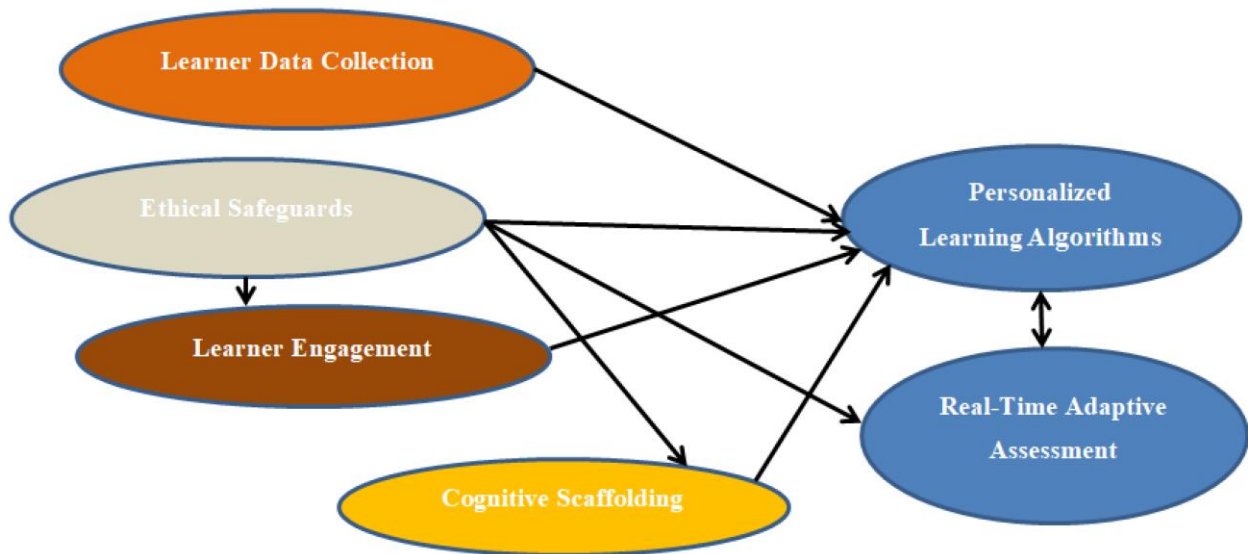 Learner Data Collection
Ethical Safeguards
Learner Engagement
Cognitive Scaffolding
Personalized
Learning Algorithms
Real-Time Adaptive
Assessment